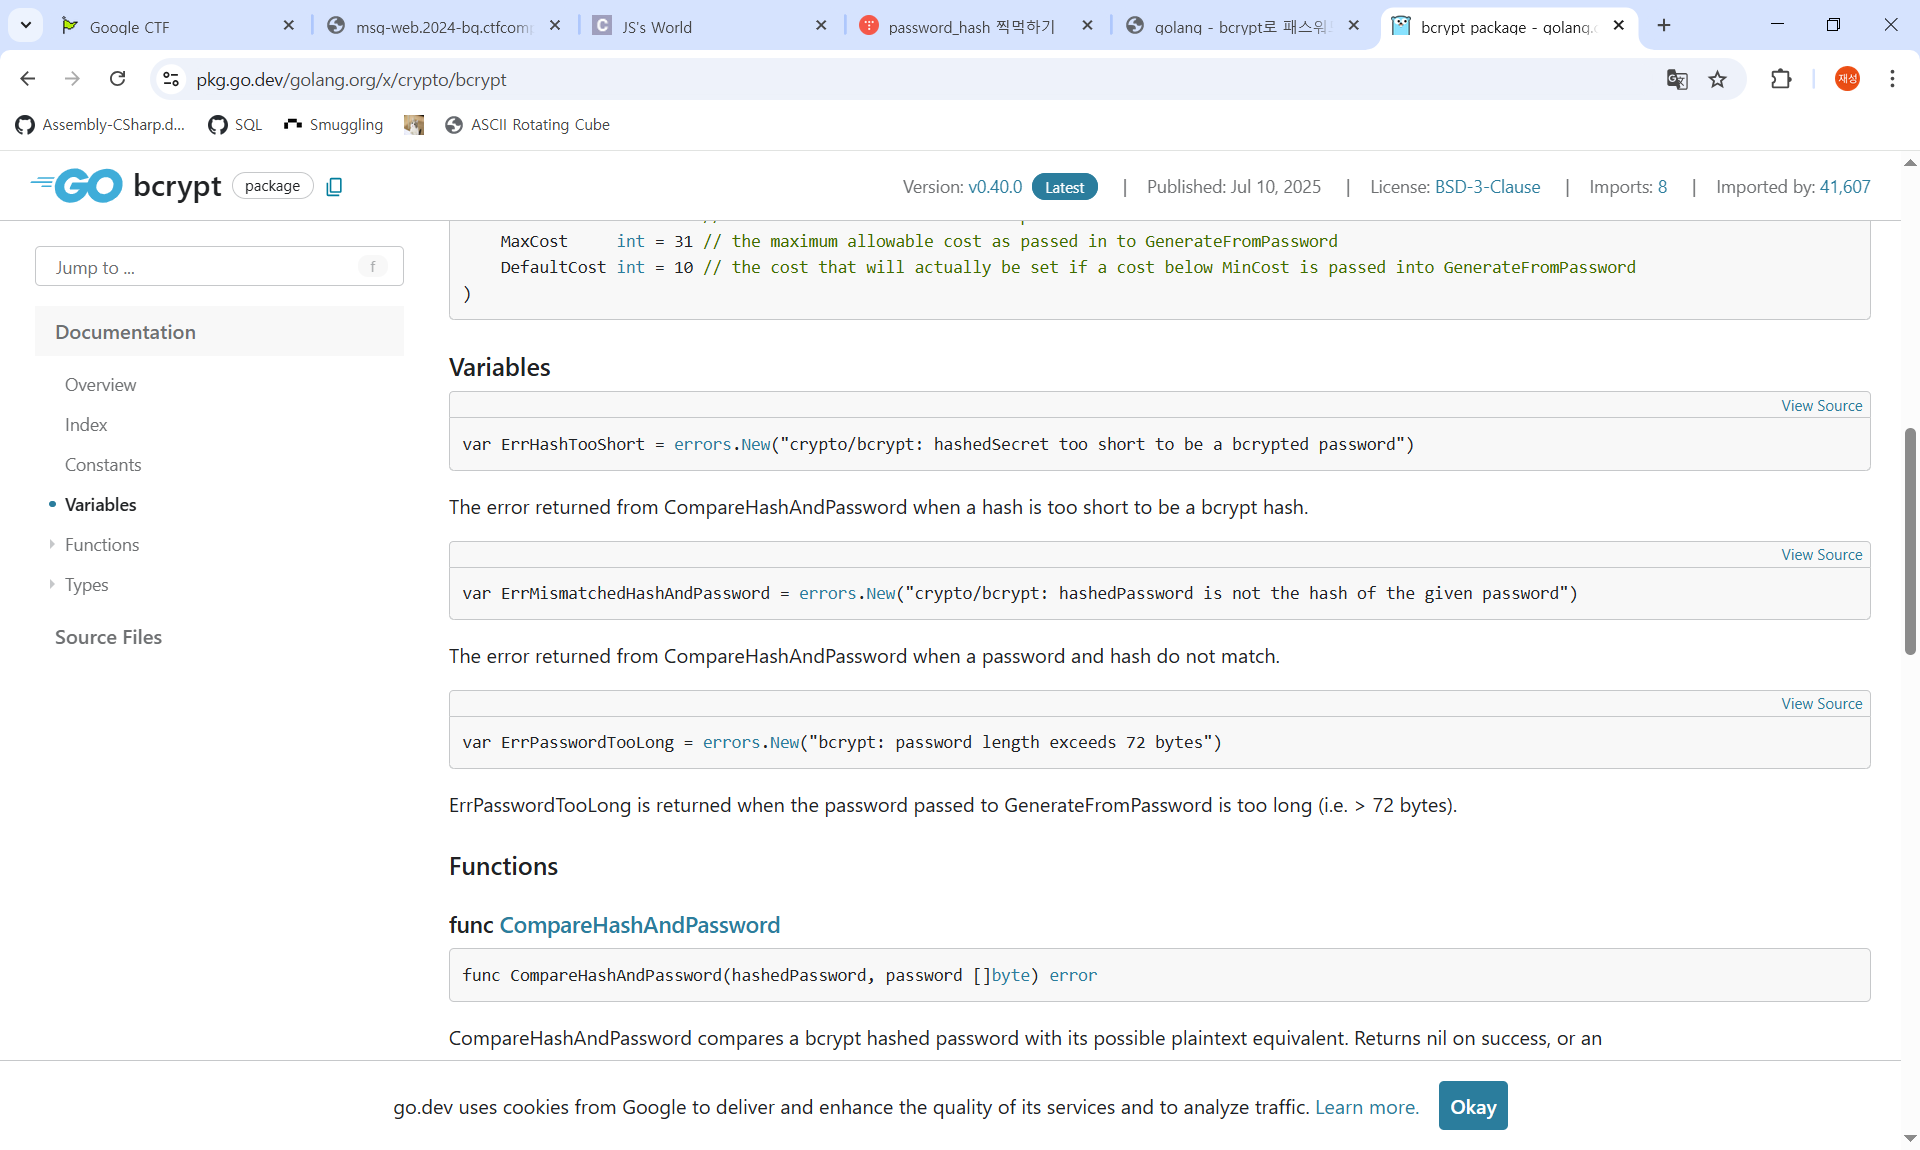 Google CTF
msg-web.2024-bq.ctfcom
JS's World
password_hash 찍먹하기
golang - bcrypt로 패스워
bcrypt package - golang.
pkg.go.dev/golang.org/x/crypto/bcrypt
재성
Assembly-CSharp.d...
SQL
Smuggling
ASCII Rotating Cube
GO bcrypt package
Version: v0.40.0 Latest | Published: Jul 10, 2025 | License: BSD-3-Clause | Imports: 8 | Imported by: 41,607
Jump to ... f
Documentation
Overview
Index
Constants
Variables
Functions
Types
Source Files
MaxCost int = 31 // the maximum allowable cost as passed in to GenerateFromPassword
DefaultCost int = 10 // the cost that will actually be set if a cost below MinCost is passed into GenerateFromPassword
)
Variables
View Source
var ErrHashTooShort = errors.New("crypto/bcrypt: hashedSecret too short to be a bcrypted password")
The error returned from CompareHashAndPassword when a hash is too short to be a bcrypt hash.
View Source
var ErrMismatchedHashAndPassword = errors.New("crypto/bcrypt: hashedPassword is not the hash of the given password")
The error returned from CompareHashAndPassword when a password and hash do not match.
View Source
var ErrPasswordTooLong = errors.New("bcrypt: password length exceeds 72 bytes")
ErrPasswordTooLong is returned when the password passed to GenerateFromPassword is too long (i.e. > 72 bytes).
Functions
func CompareHashAndPassword
func CompareHashAndPassword(hashedPassword, password []byte) error
CompareHashAndPassword compares a bcrypt hashed password with its possible plaintext equivalent. Returns nil on success, or an
go.dev uses cookies from Google to deliver and enhance the quality of its services and to analyze traffic. Learn more.
Okay